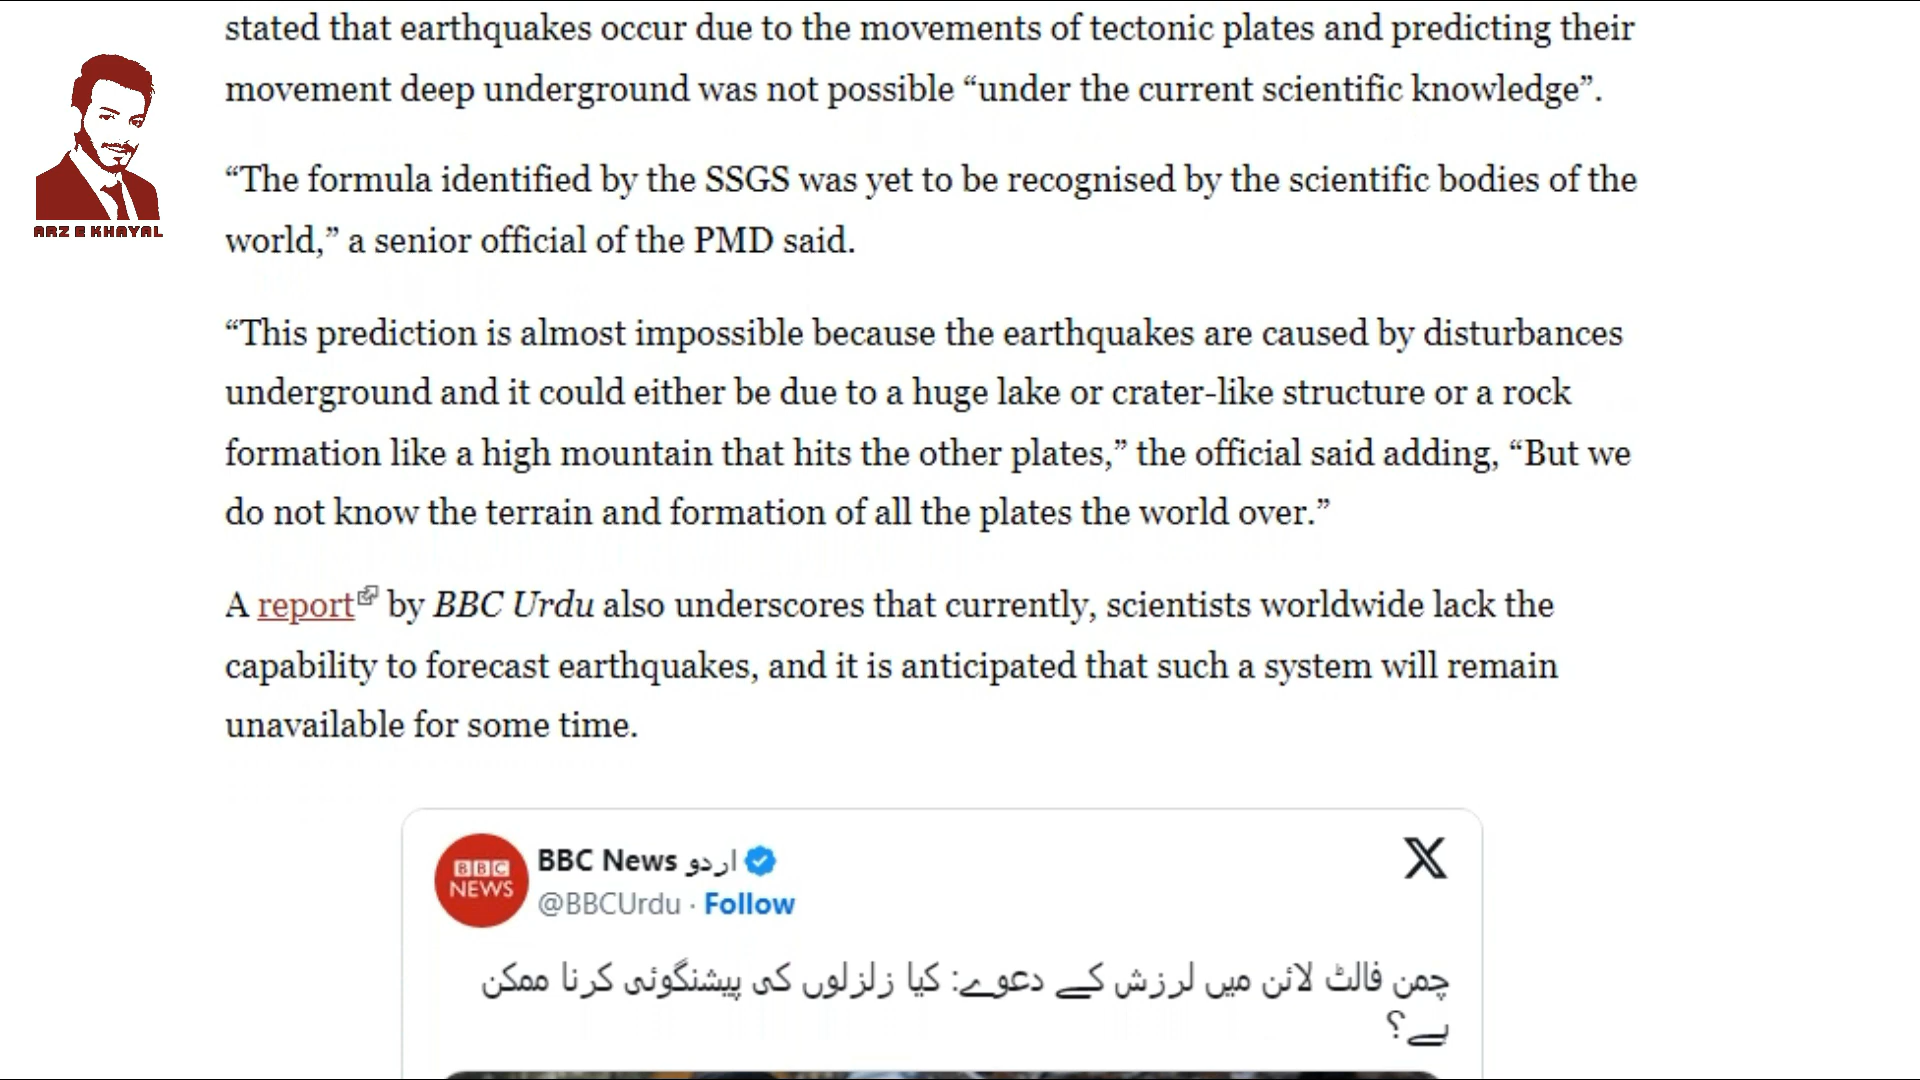 stated that earthquakes occur due to the movements of tectonic plates and predicting their
movement deep underground was not possible “under the current scientific knowledge”.
ARZ E KHAYAL
“The formula identified by the SSGS was yet to be recognised by the scientific bodies of the
world,” a senior official of the PMD said.
“This prediction is almost impossible because the earthquakes are caused by disturbances
underground and it could either be due to a huge lake or crater-like structure or a rock
formation like a high mountain that hits the other plates,” the official said adding, “But we
do not know the terrain and formation of all the plates the world over.”
A report by BBC Urdu also underscores that currently, scientists worldwide lack the
capability to forecast earthquakes, and it is anticipated that such a system will remain
unavailable for some time.
BBC NEWS
BBC News اردو
@BBCUrdu · Follow
چمن فالٹ لائن میں لرزش کے دعوے: کیا زلزلوں کی پیشنگوئی کرنا ممکن
ہے؟